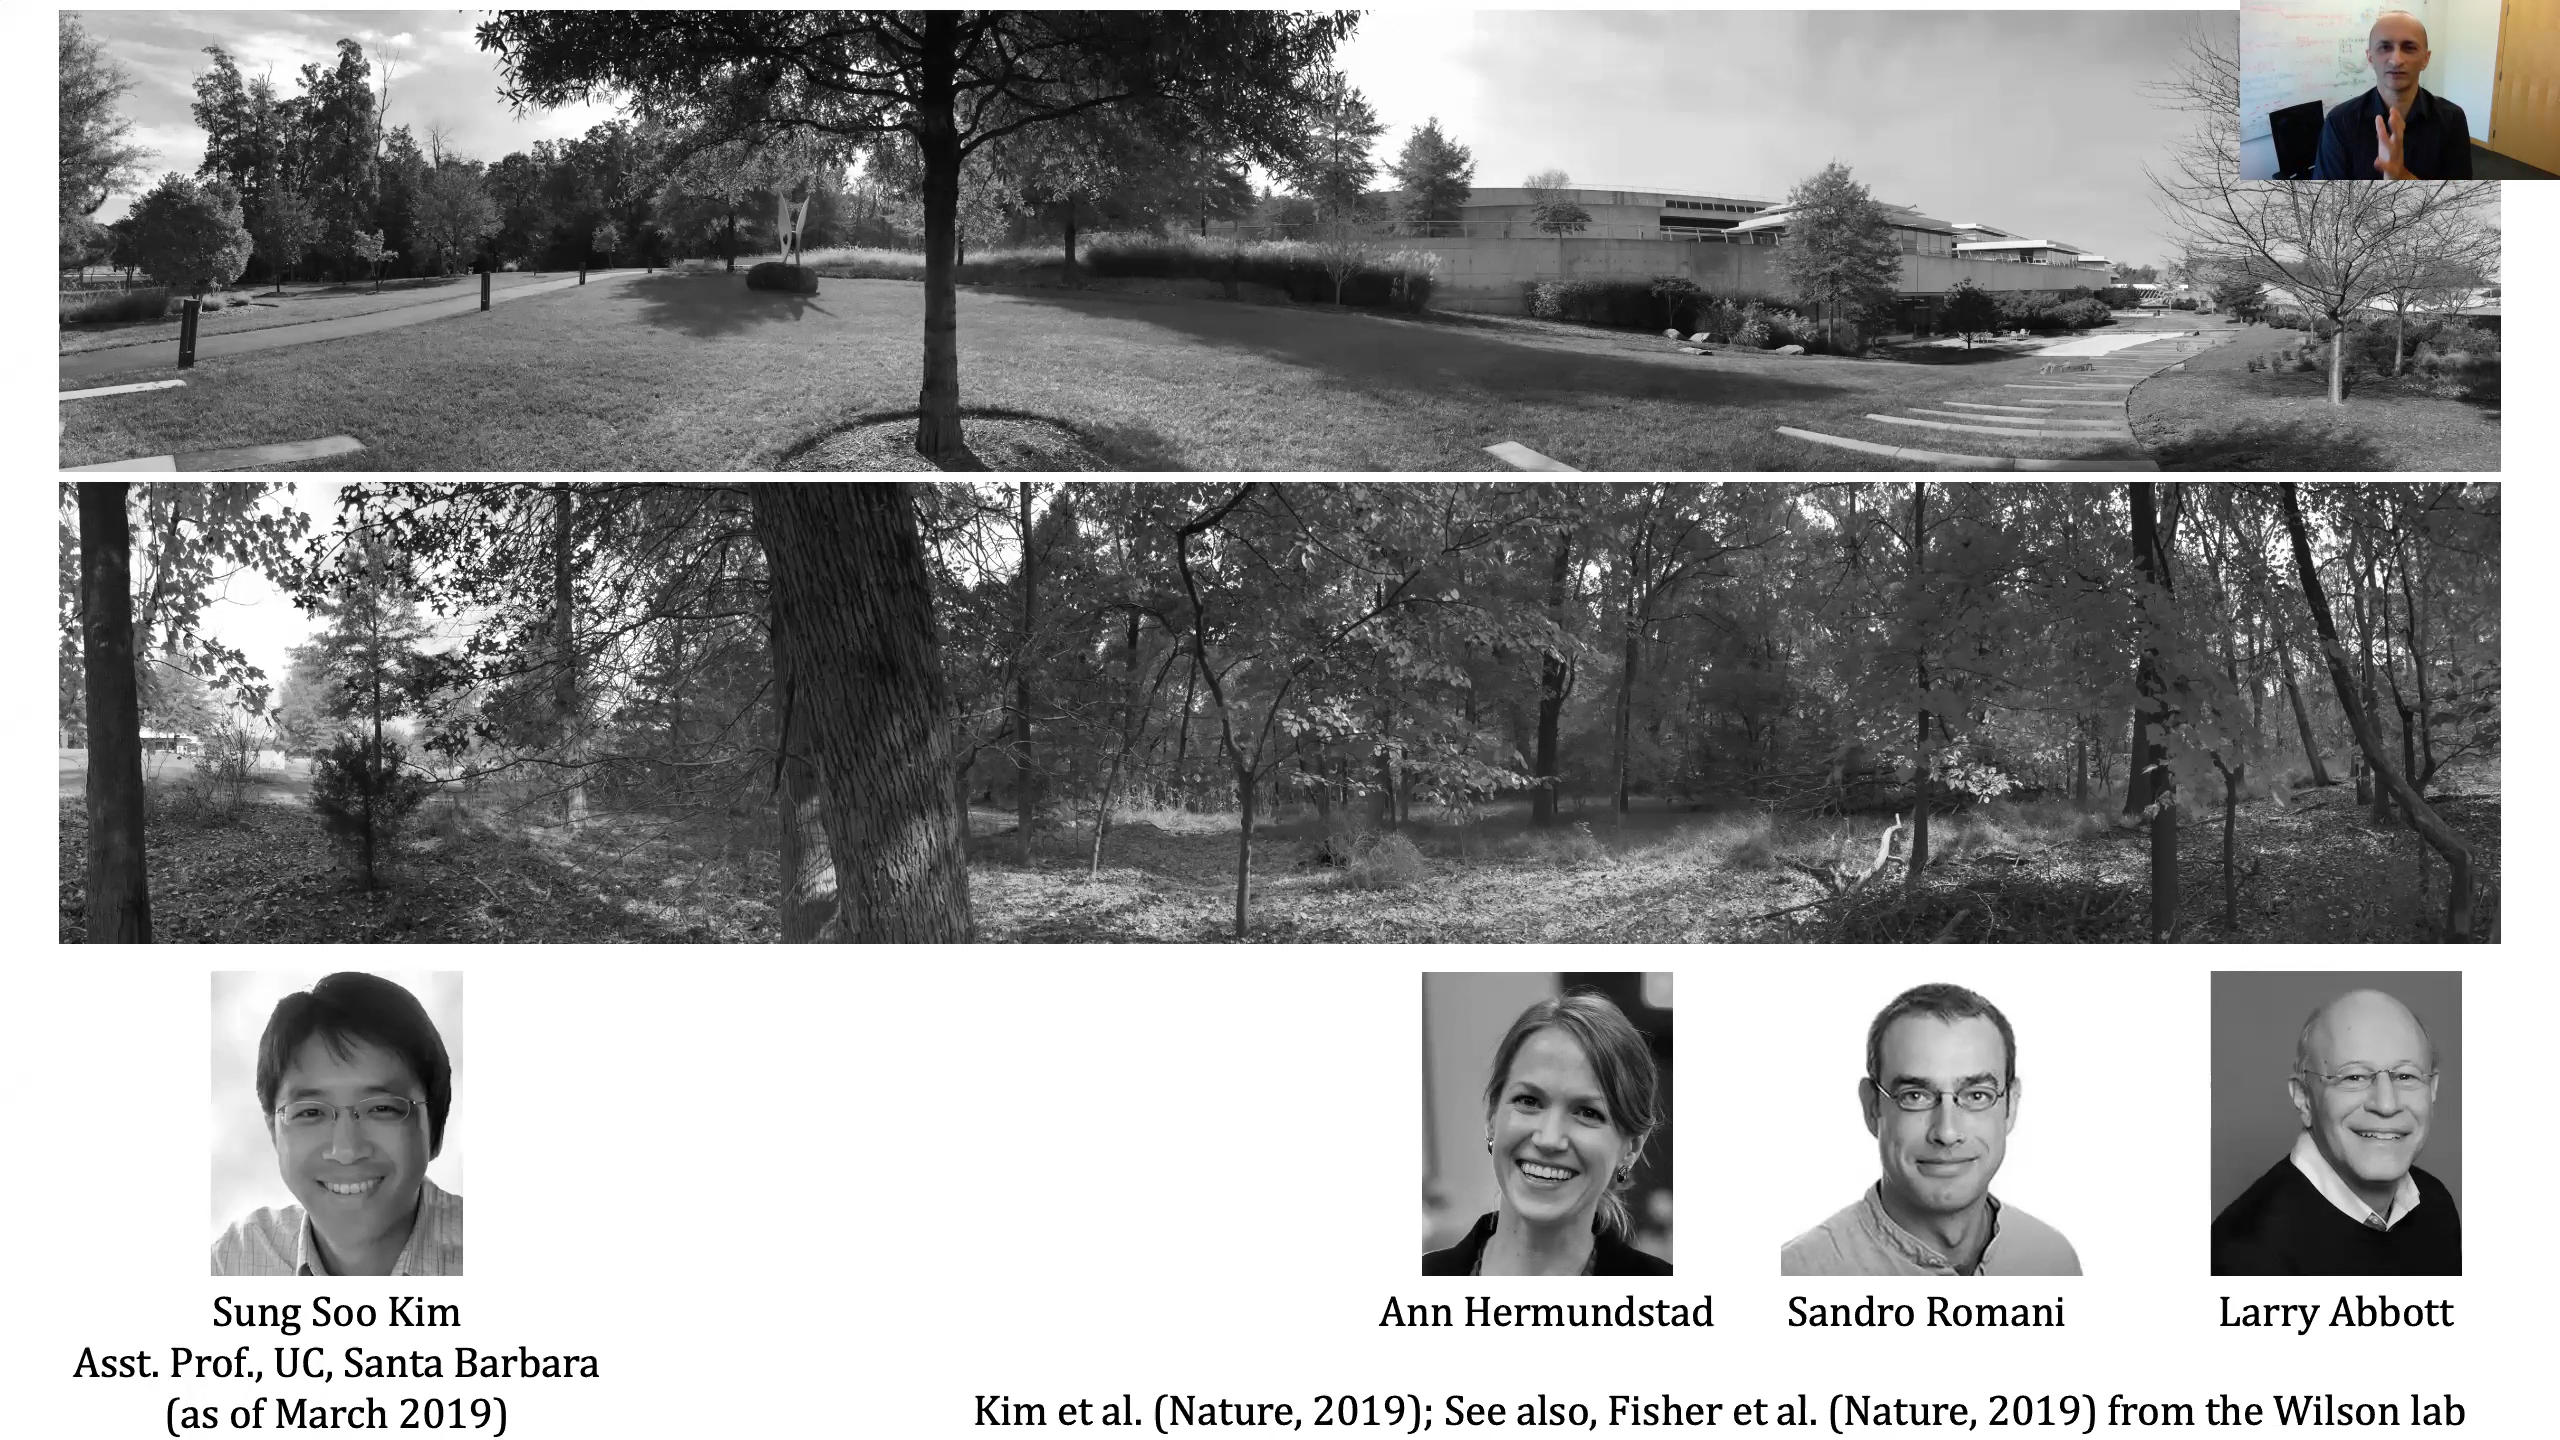 Sung Soo Kim
Asst. Prof., UC, Santa Barbara
(as of March 2019)
Ann Hermundstad
Sandro Romani
Larry Abbott
Kim et al. (Nature, 2019); See also, Fisher et al. (Nature, 2019) from the Wilson lab